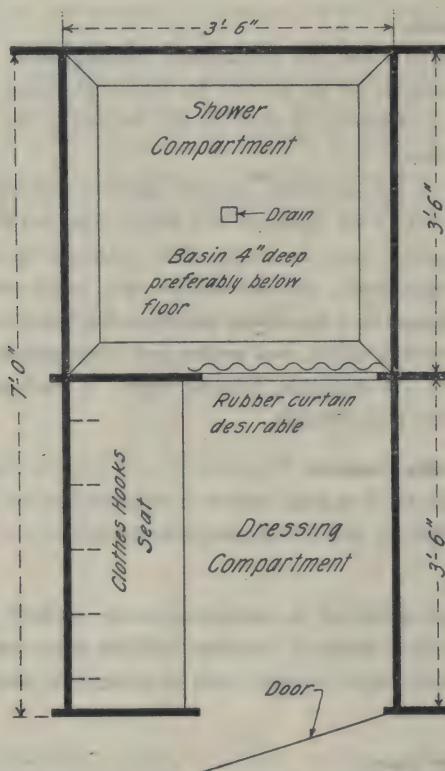 3'-6"
Shower
Compartment
Drain
Basin 4" deep
preferably below
floor
3'-6"
7'-0"
Rubber curtain
desirable
Clothes Hooks
Seat
Dressing
Compartment
3'-6"
Door